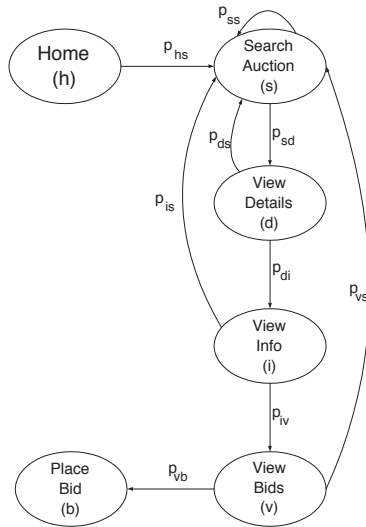 p_ss
Home
(h)
p_hs
Search
Auction
(s)
p_ds
p_sd
View
Details
(d)
p_is
p_di
p_vs
View
Info
(i)
p_iv
Place
Bid
(b)
p_vb
View
Bids
(v)